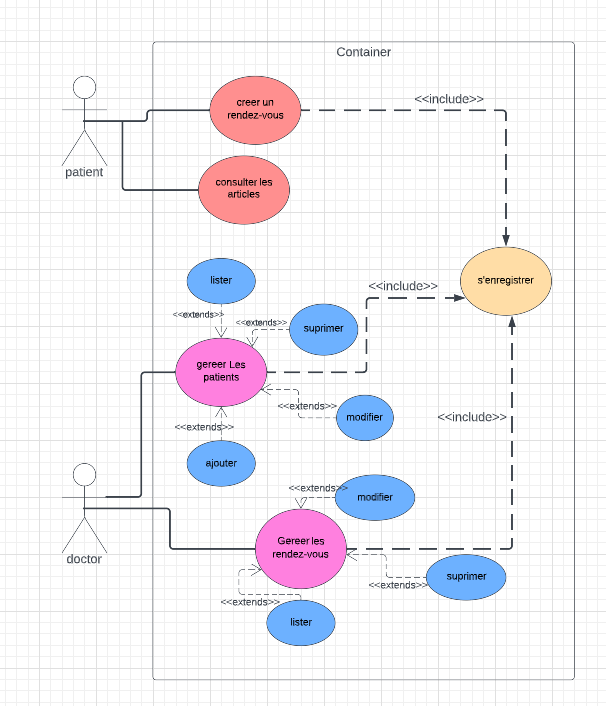 Container
creer un
rendez-vous
<<include>>
patient
consulter les
articles
lister
s'enregistrer
<<include>>
<<extends>>
<<extends>>
suprimer
gereer Les
patients
<<extends>>
modifier
<<include>>
<<extends>>
ajouter
<<extends>>
modifier
doctor
Gereer les
rendez-vous
suprimer
<<extends>>
<<extends>>
lister